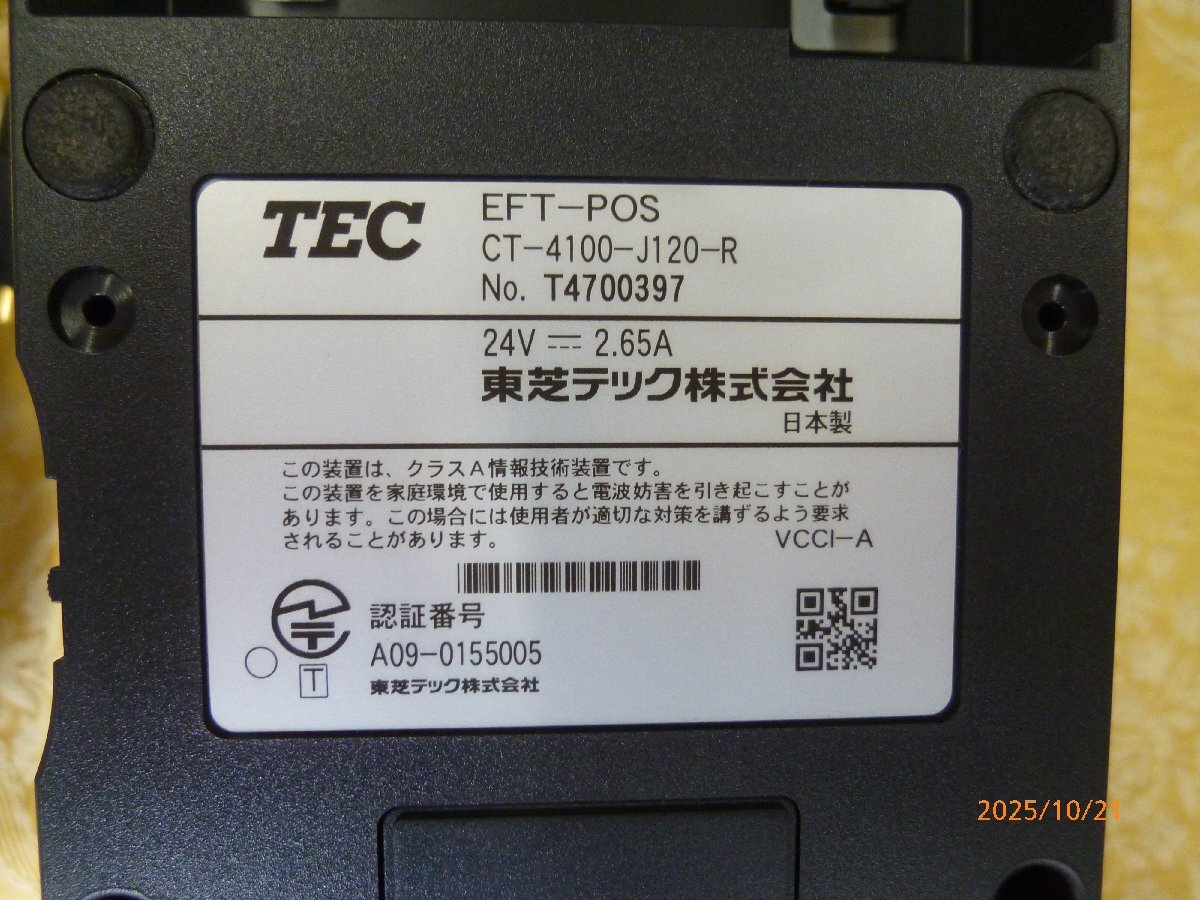 TEC
EFT-POS
CT-4100-J120-R
No. T4700397
24V ⎓ 2.65A
東芝テック株式会社
日本製
この装置は、クラスA情報技術装置です。
この装置を家庭環境で使用すると電波妨害を引き起こすことが
あります。この場合には使用者が適切な対策を講ずるよう要求
されることがあります。
VCCI-A
認証番号
A09-0155005
T
東芝テック株式会社
2025/10/21